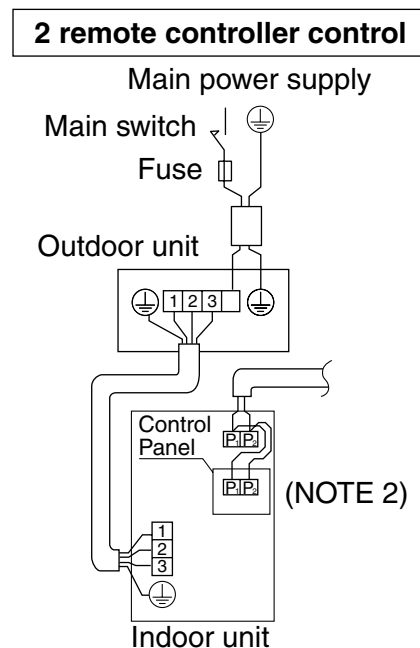 2 remote controller control
Main power supply
Main switch
Fuse
Outdoor unit
1 2 3
Control
Panel
P1 P2
P1 P2
(NOTE 2)
1
2
3
Indoor unit